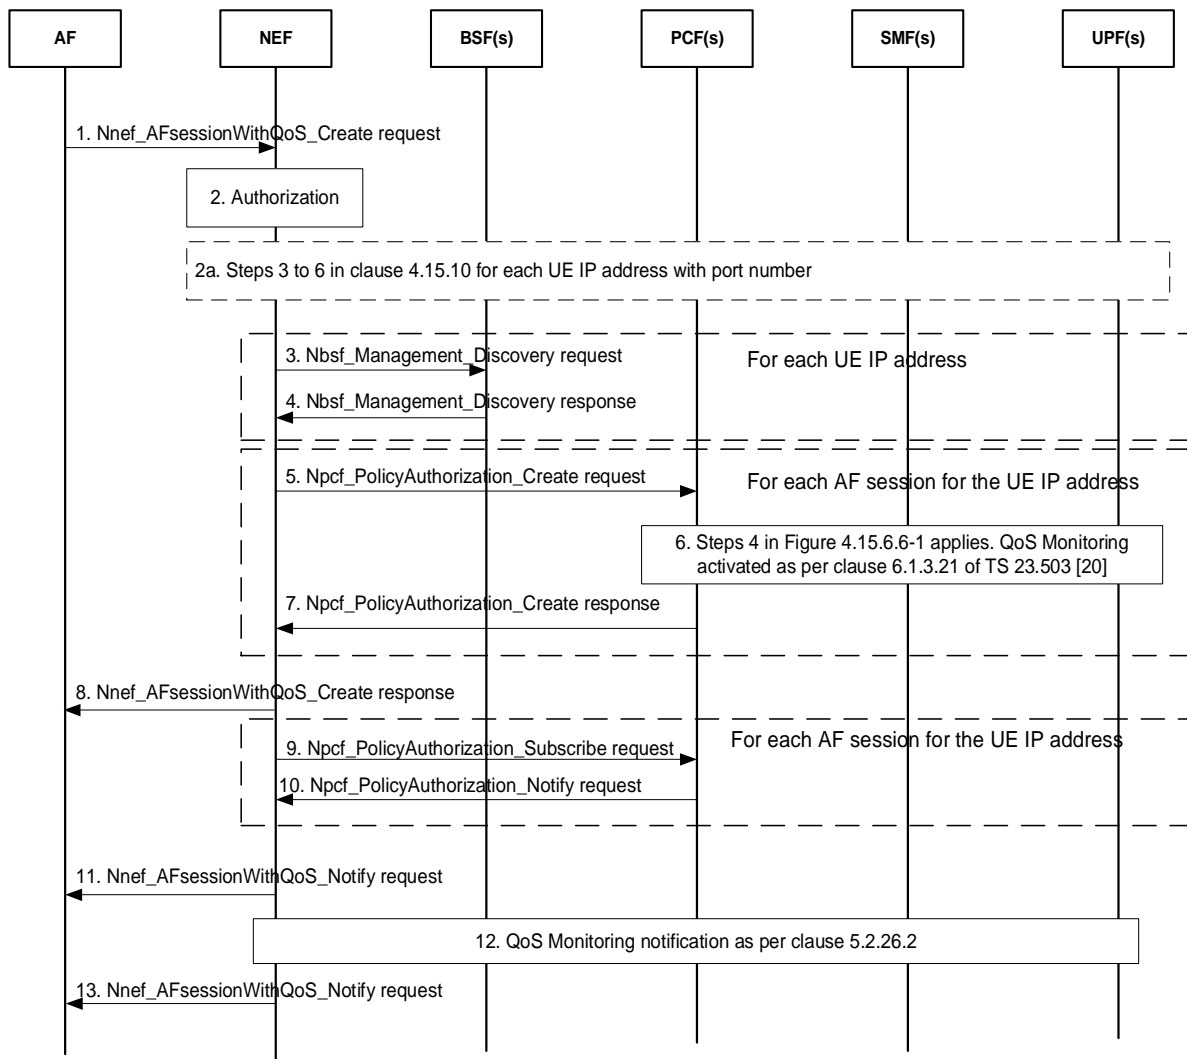 AF
NEF
BSF(s)
PCF(s)
SMF(s)
UPF(s)
1. Nnef_AFsessionWithQoS_Create request
2. Authorization
2a. Steps 3 to 6 in clause 4.15.10 for each UE IP address with port number
3. Nbsf_Management_Discovery request
For each UE IP address
4. Nbsf_Management_Discovery response
5. Npcf_PolicyAuthorization_Create request
For each AF session for the UE IP address
6. Steps 4 in Figure 4.15.6.6-1 applies. QoS Monitoring
activated as per clause 6.1.3.21 of TS 23.503 [20]
7. Npcf_PolicyAuthorization_Create response
8. Nnef_AFsessionWithQoS_Create response
For each AF session for the UE IP address
9. Npcf_PolicyAuthorization_Subscribe request
10. Npcf_PolicyAuthorization_Notify request
11. Nnef_AFsessionWithQoS_Notify request
12. QoS Monitoring notification as per clause 5.2.26.2
13. Nnef_AFsessionWithQoS_Notify request